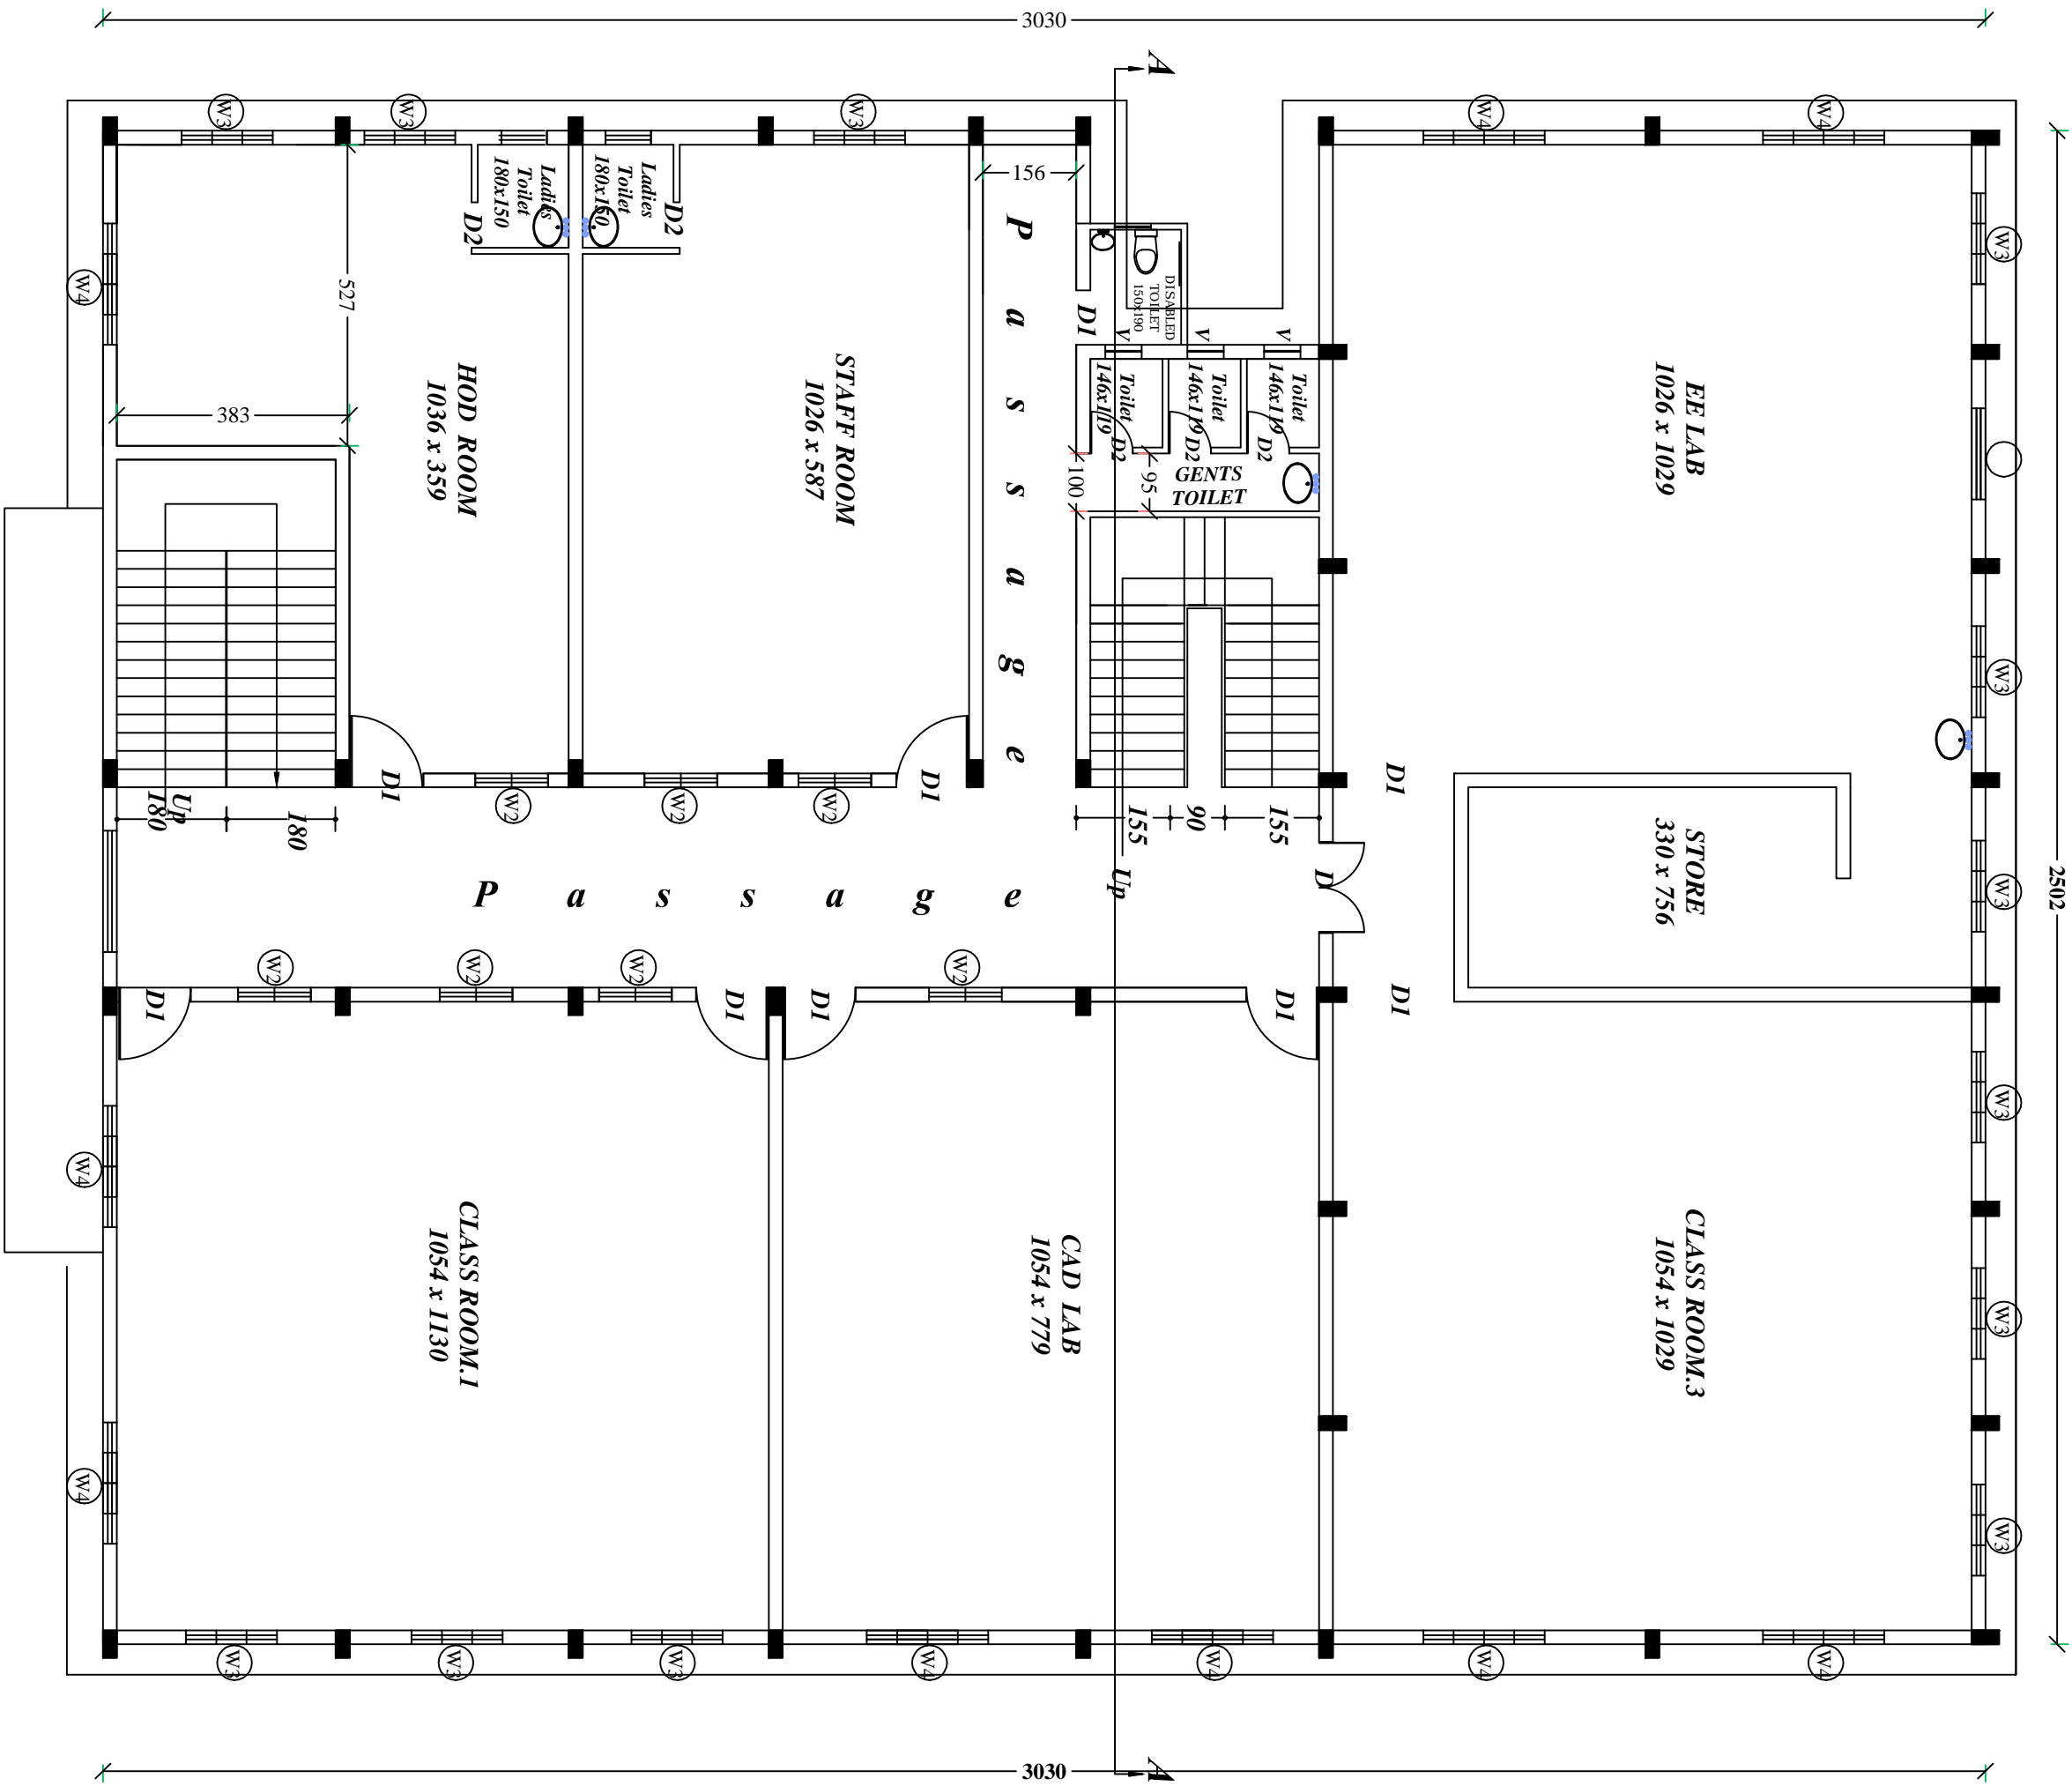 3030
A
W3
W3
W3
W4
W4
Ladies
Toilet
180x150
Ladies
Toilet
180x150
D2
D2
156
P a s s a g e
W3
W4
527
383
DISABLED
TOILET
150x190
D1
V
V
V
HOD ROOM
1036 x 359
STAFF ROOM
1026 x 587
Toilet
146x119
Toilet
146x119
Toilet
146x119
D2
D2
D2
EE LAB
1026 x 1029
100
95
GENTS
TOILET
W3
D1
D1
D1
W2
W2
W2
Up
180
180
155
90
155
STORE
330 x 756
2502
P a s s a g e
Up
D
W3
W2
W2
W2
W2
D1
D1
D1
D1
D1
W3
W4
CLASS ROOM.1
1054 x 1130
CAD LAB
1054 x 779
CLASS ROOM.3
1054 x 1029
W3
W4
W3
W3
W3
W3
W4
W4
W4
W4
3030
A